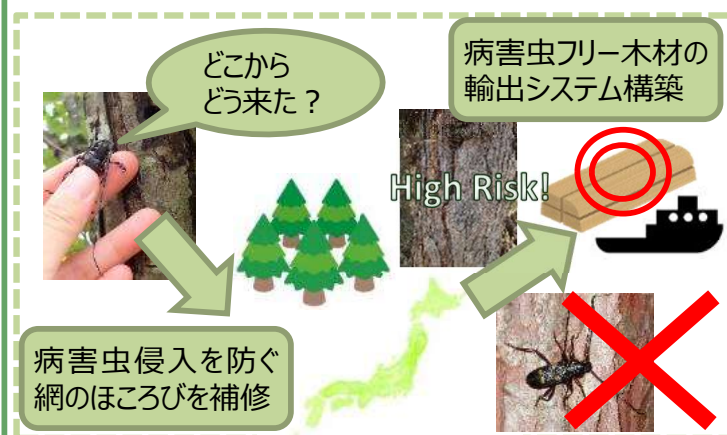 どこから
どう来た？
病害虫フリー木材の
輸出システム構築
High Risk!
病害虫侵入を防ぐ
網のほころびを補修